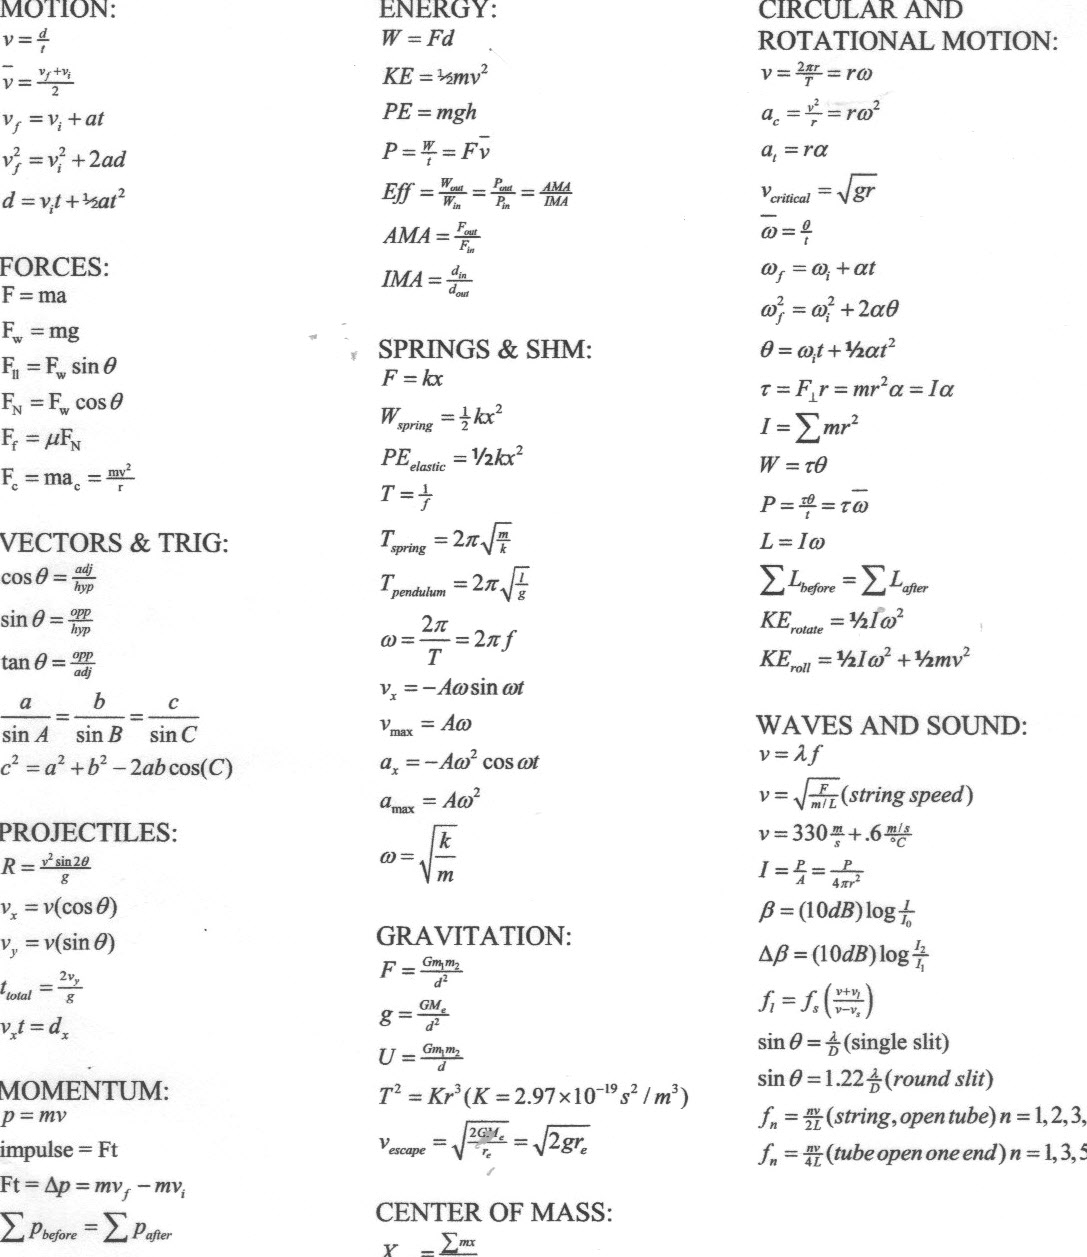 MOTION:
v = d/t
v̄ = (v_f + v_i)/2
v_f = v_i + at
v_f² = v_i² + 2ad
d = v_i t + ½at²
FORCES:
F = ma
F_w = mg
F_ll = F_w sin θ
F_N = F_w cos θ
F_f = μF_N
F_c = ma_c = mv²/r
VECTORS & TRIG:
cos θ = adj/hyp
sin θ = opp/hyp
tan θ = opp/adj
a/sin A = b/sin B = c/sin C
c² = a² + b² − 2ab cos(C)
PROJECTILES:
R = v² sin 2θ/g
v_x = v(cos θ)
v_y = v(sin θ)
t_total = 2v_y/g
v_x t = d_x
MOMENTUM:
p = mv
impulse = Ft
Ft = Δp = mv_f − mv_i
∑p_before = ∑p_after
ENERGY:
W = Fd
KE = ½mv²
PE = mgh
P = W/t = Fv̄
Eff = W_out/W_in = P_out/P_in = AMA/IMA
AMA = F_out/F_in
IMA = d_in/d_out
SPRINGS & SHM:
F = kx
W_spring = 1/2 kx²
PE_elastic = ½kx²
T = 1/f
T_spring = 2π√(m/k)
T_pendulum = 2π√(l/g)
ω = 2π/T = 2πf
v_x = −Aω sin ωt
v_max = Aω
a_x = −Aω² cos ωt
a_max = Aω²
ω = √(k/m)
GRAVITATION:
F = Gm₁m₂/d²
g = GM_e/d²
U = Gm₁m₂/d
T² = Kr³ (K = 2.97×10⁻¹⁹ s²/m³)
v_escape = √(2GM_e/r_e) = √(2gr_e)
CENTER OF MASS:
X = ∑mx
CIRCULAR AND
ROTATIONAL MOTION:
v = 2πr/T = rω
a_c = v²/r = rω²
a_t = rα
v_critical = √(gr)
ω̄ = θ/t
ω_f = ω_i + αt
ω_f² = ω_i² + 2αθ
θ = ω_i t + ½αt²
τ = F_⊥ r = mr²α = Iα
I = ∑mr²
W = τθ
P = τθ/t = τω̄
L = Iω
∑L_before = ∑L_after
KE_rotate = ½Iω²
KE_roll = ½Iω² + ½mv²
WAVES AND SOUND:
v = λf
v = √(F/(m/L)) (string speed)
v = 330 m/s + .6 (m/s)/°C
I = P/A = P/4πr²
β = (10dB) log I/I₀
Δβ = (10dB) log I₂/I₁
f_l = f_s ((v+v_l)/(v−v_s))
sin θ = λ/D (single slit)
sin θ = 1.22 λ/D (round slit)
f_n = nv/2L (string, open tube) n = 1, 2, 3,
f_n = nv/4L (tube open one end) n = 1, 3, 5